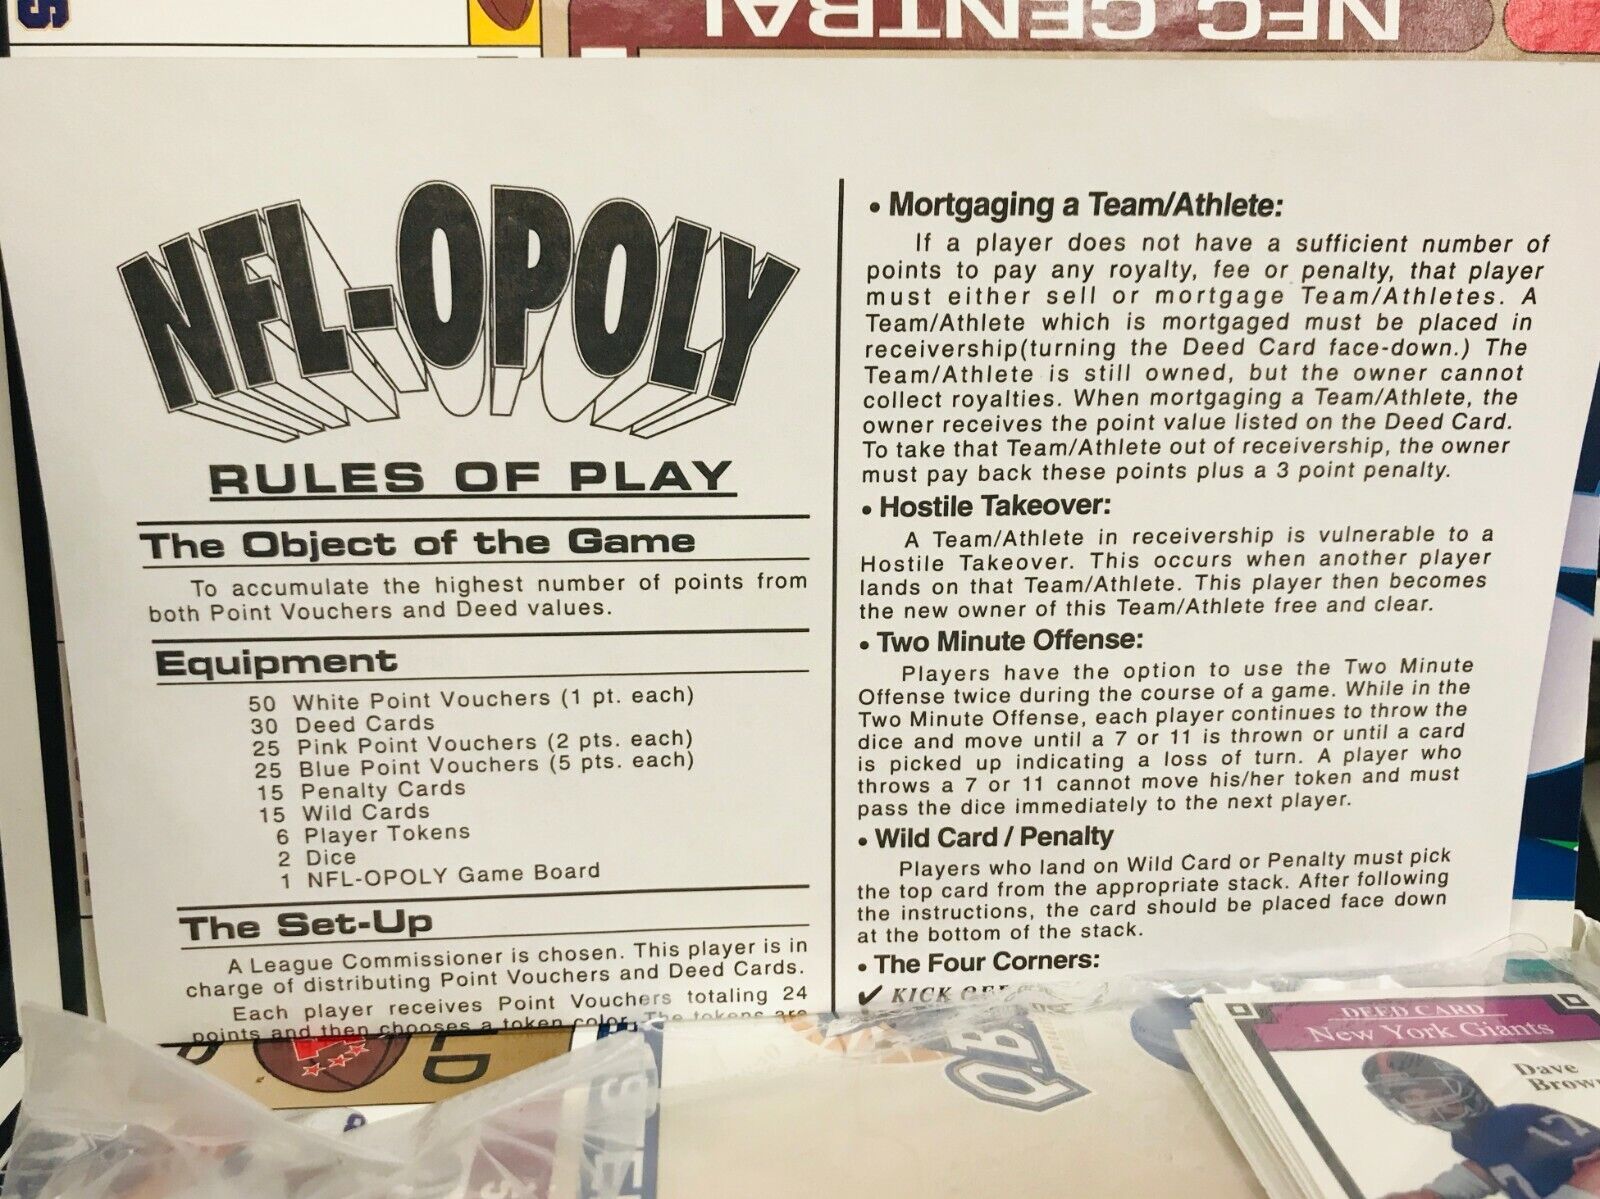 NFC CENTRAL
NFL-OPOLY
RULES OF PLAY
The Object of the Game
To accumulate the highest number of points from
both Point Vouchers and Deed values.
Equipment
50 White Point Vouchers (1 pt. each)
30 Deed Cards
25 Pink Point Vouchers (2 pts. each)
25 Blue Point Vouchers (5 pts. each)
15 Penalty Cards
15 Wild Cards
6 Player Tokens
2 Dice
1 NFL-OPOLY Game Board
The Set-Up
A League Commissioner is chosen. This player is in
charge of distributing Point Vouchers and Deed Cards.
Each player receives Point Vouchers totaling 24
points and then chooses a token color. The tokens are
• Mortgaging a Team/Athlete:
If a player does not have a sufficient number of
points to pay any royalty, fee or penalty, that player
must either sell or mortgage Team/Athletes. A
Team/Athlete which is mortgaged must be placed in
receivership(turning the Deed Card face-down.) The
Team/Athlete is still owned, but the owner cannot
collect royalties. When mortgaging a Team/Athlete, the
owner receives the point value listed on the Deed Card.
To take that Team/Athlete out of receivership, the owner
must pay back these points plus a 3 point penalty.
• Hostile Takeover:
A Team/Athlete in receivership is vulnerable to a
Hostile Takeover. This occurs when another player
lands on that Team/Athlete. This player then becomes
the new owner of this Team/Athlete free and clear.
• Two Minute Offense:
Players have the option to use the Two Minute
Offense twice during the course of a game. While in the
Two Minute Offense, each player continues to throw the
dice and move until a 7 or 11 is thrown or until a card
is picked up indicating a loss of turn. A player who
throws a 7 or 11 cannot move his/her token and must
pass the dice immediately to the next player.
• Wild Card / Penalty
Players who land on Wild Card or Penalty must pick
the top card from the appropriate stack. After following
the instructions, the card should be placed face down
at the bottom of the stack.
• The Four Corners:
✓ KICK OFF
DEED CARD
New York Giants
Dave
Brown
17
QB